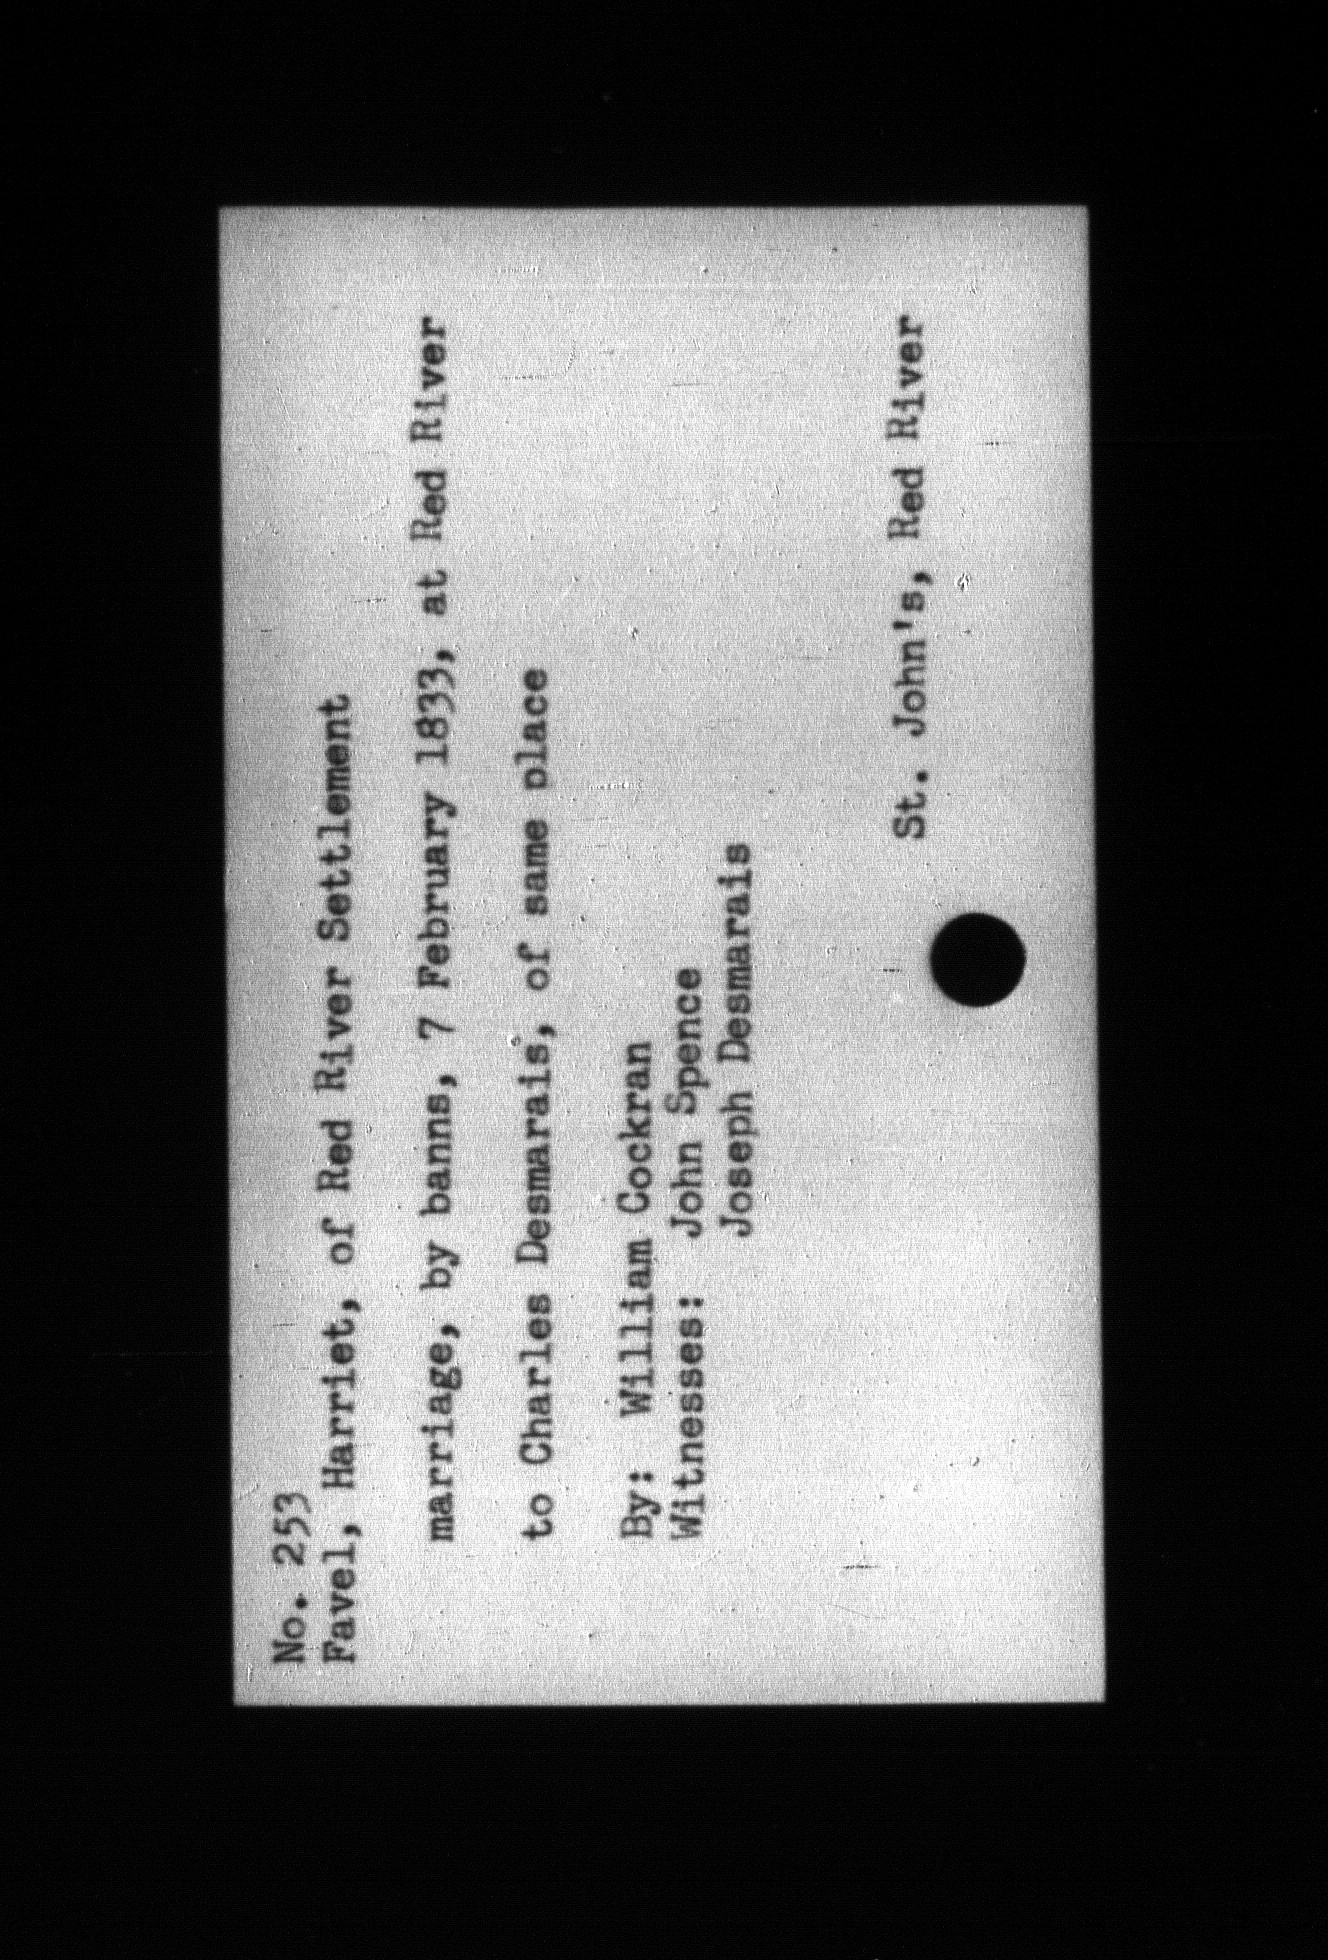 No. 253
Favel, Harriet, of Red River Settlement
marriage, by banns, 7 February 1833, at Red River
to Charles Desmarais, of same place
By: William Cockran
Witnesses: John Spence
Joseph Desmarais
St. John's, Red River